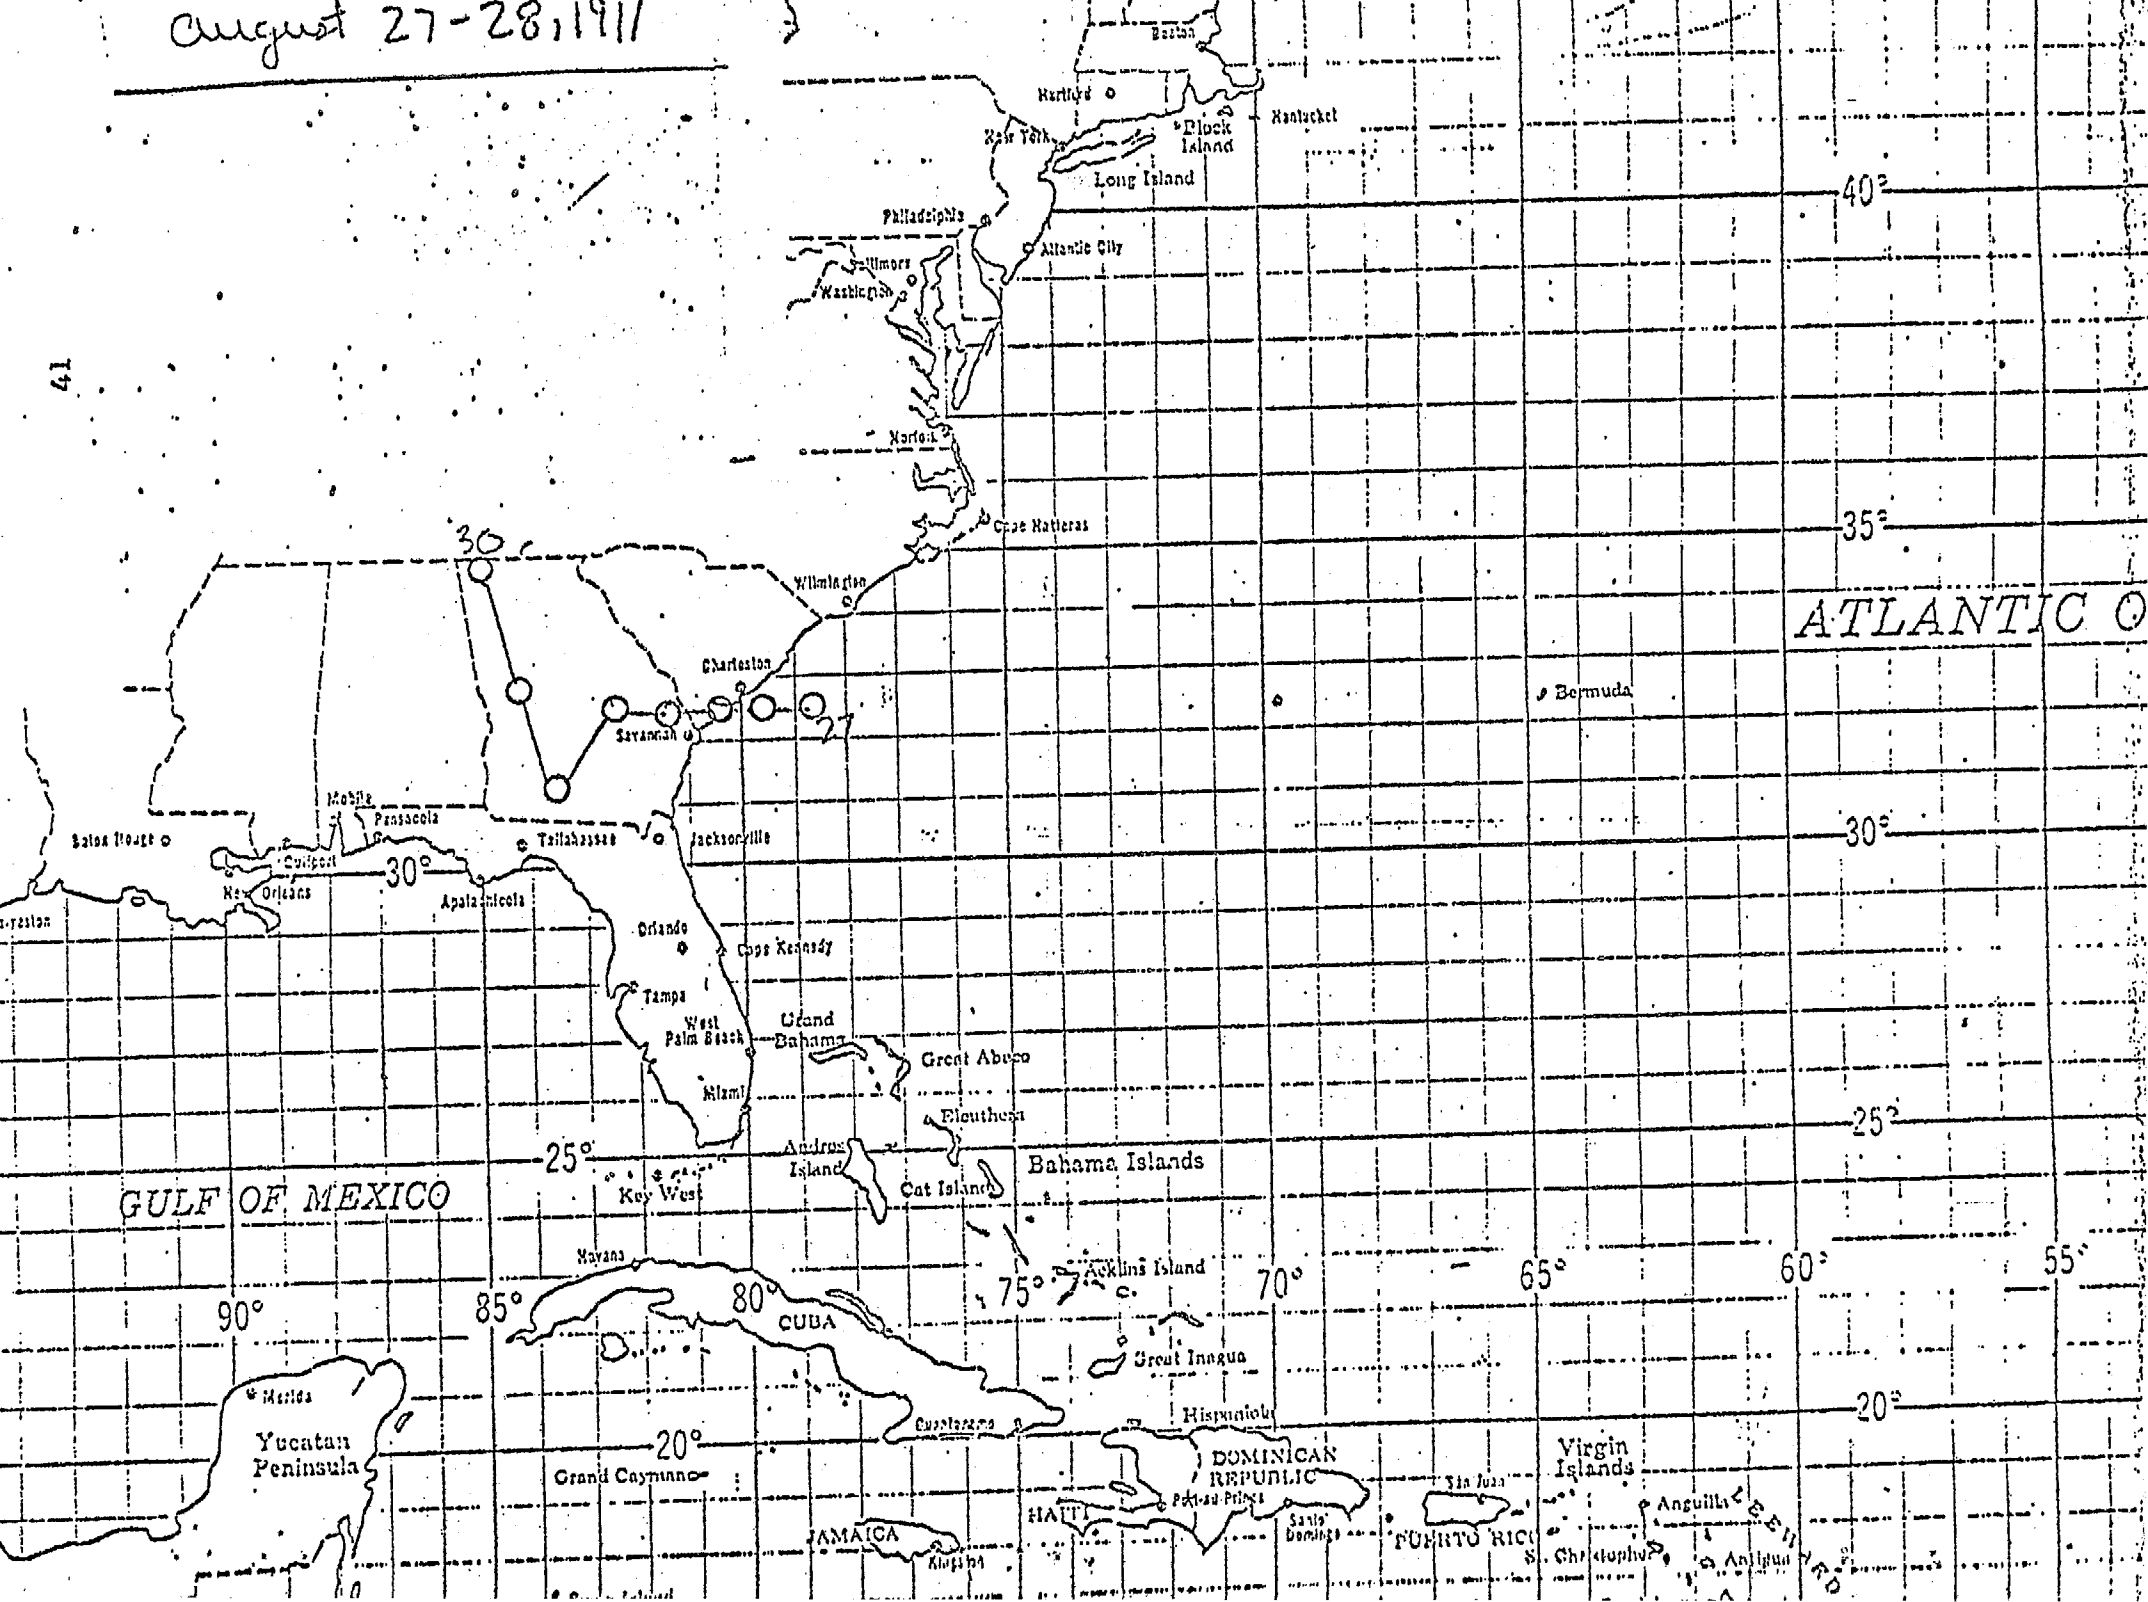 august 27-28, 1911
Boston
Hartford
Nantucket
New York
Block
Island
Long Island
40°
Philadelphia
Atlantic City
Baltimore
Washington
41
Norfolk
Cape Hatteras
35°
30
Wilmington
ATLANTIC O
Charleston
Bermuda
27
Savannah
Mobile
Pensacola
Baton Rouge
Tallahassee
Jacksonville
30°
Gulfport
30°
New Orleans
Apalachicola
Orlando
Cape Kennedy
Tampa
West
Palm Beach
Grand
Bahama
Great Abaco
Miami
Eleuthera
25°
Andros
Island
25°
Bahama Islands
Key West
Cat Island
GULF OF MEXICO
Havana
Acklins Island
90°
85°
80°
75°
70°
65°
60°
55°
CUBA
Great Inagua
Merida
20°
Hispaniola
Guantanamo
Yucatan
Peninsula
20°
Grand Cayman
DOMINICAN
REPUBLIC
Virgin
Islands
San Juan
Port-au-Prince
HAITI
Santo
Domingo
Anguilla
JAMAICA
Kingston
PUERTO RICO
St. Christopher
Antigua
LEEWARD